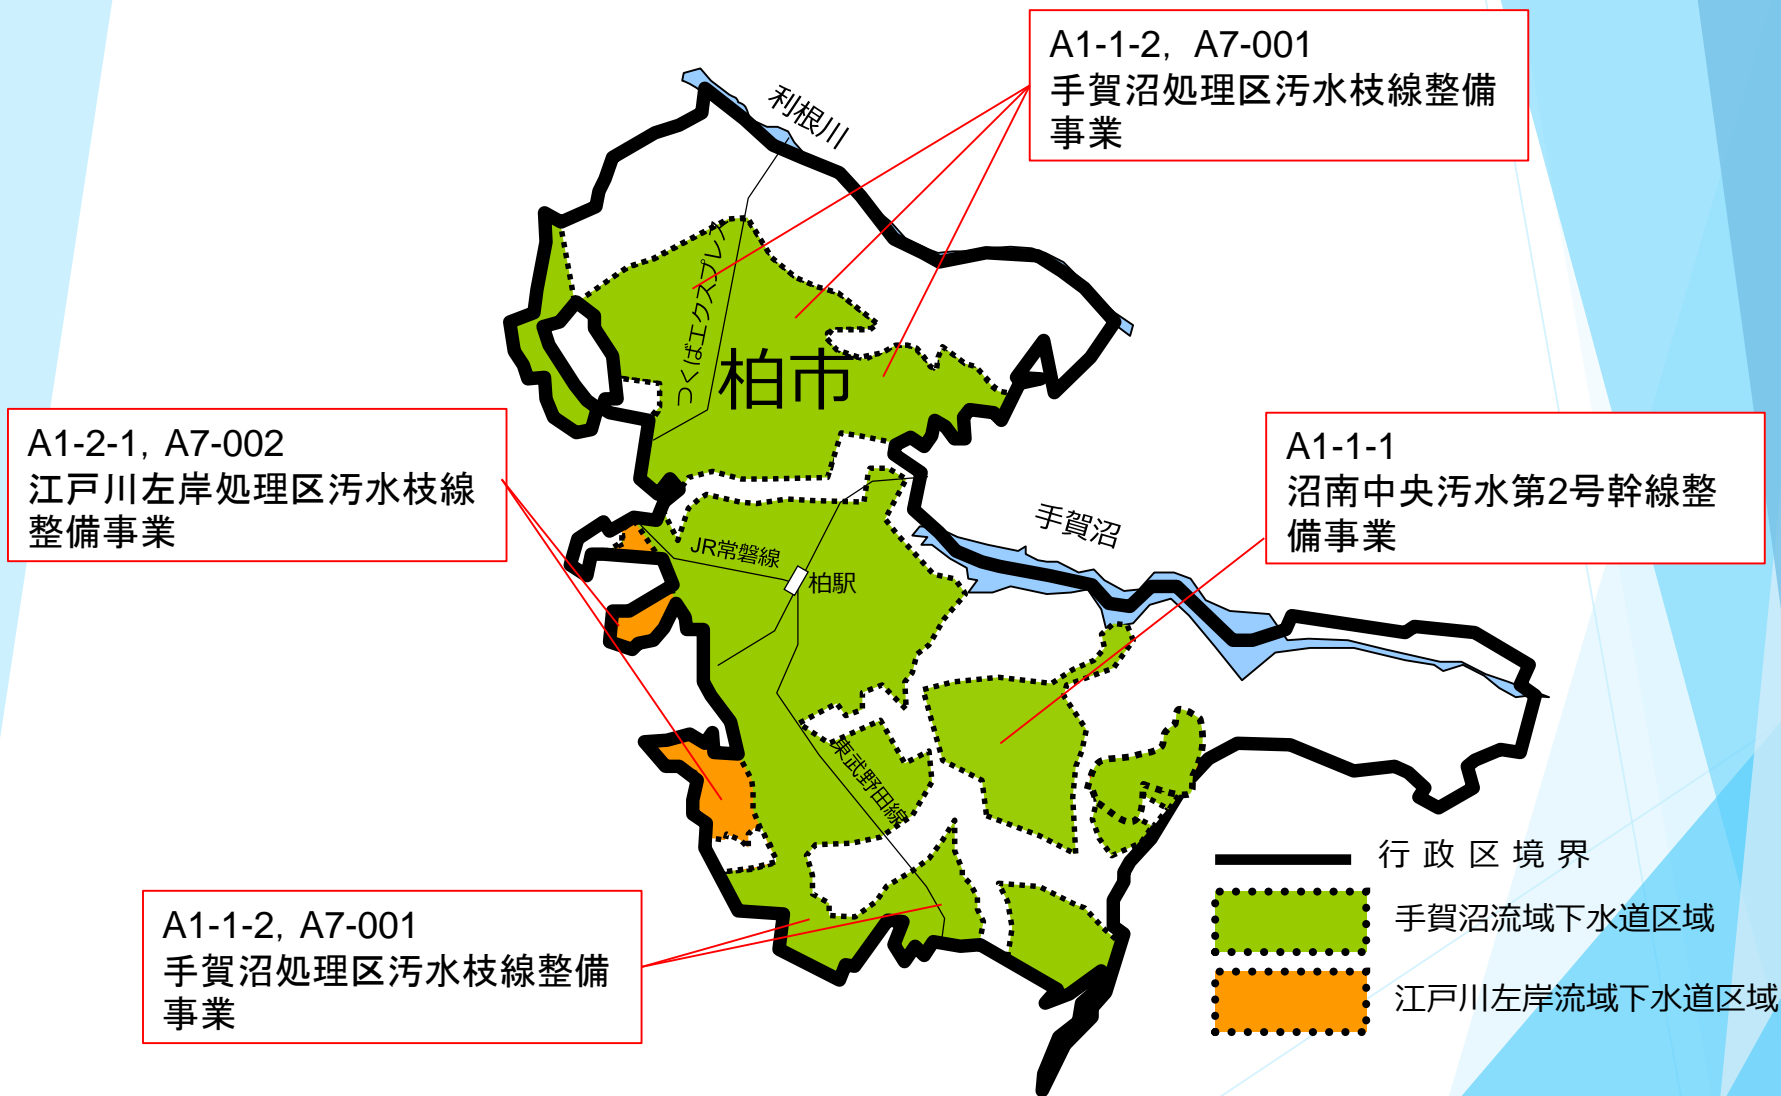 A1-1-2, A7-001
手賀沼処理区汚水枝線整備
事業
利根川
つくばエクスプレス
柏市
A1-2-1, A7-002
江戸川左岸処理区汚水枝線
整備事業
A1-1-1
沼南中央汚水第2号幹線整
備事業
手賀沼
JR常磐線
柏駅
東武野田線
行政区境界
手賀沼流域下水道区域
江戸川左岸流域下水道区域
A1-1-2, A7-001
手賀沼処理区汚水枝線整備
事業